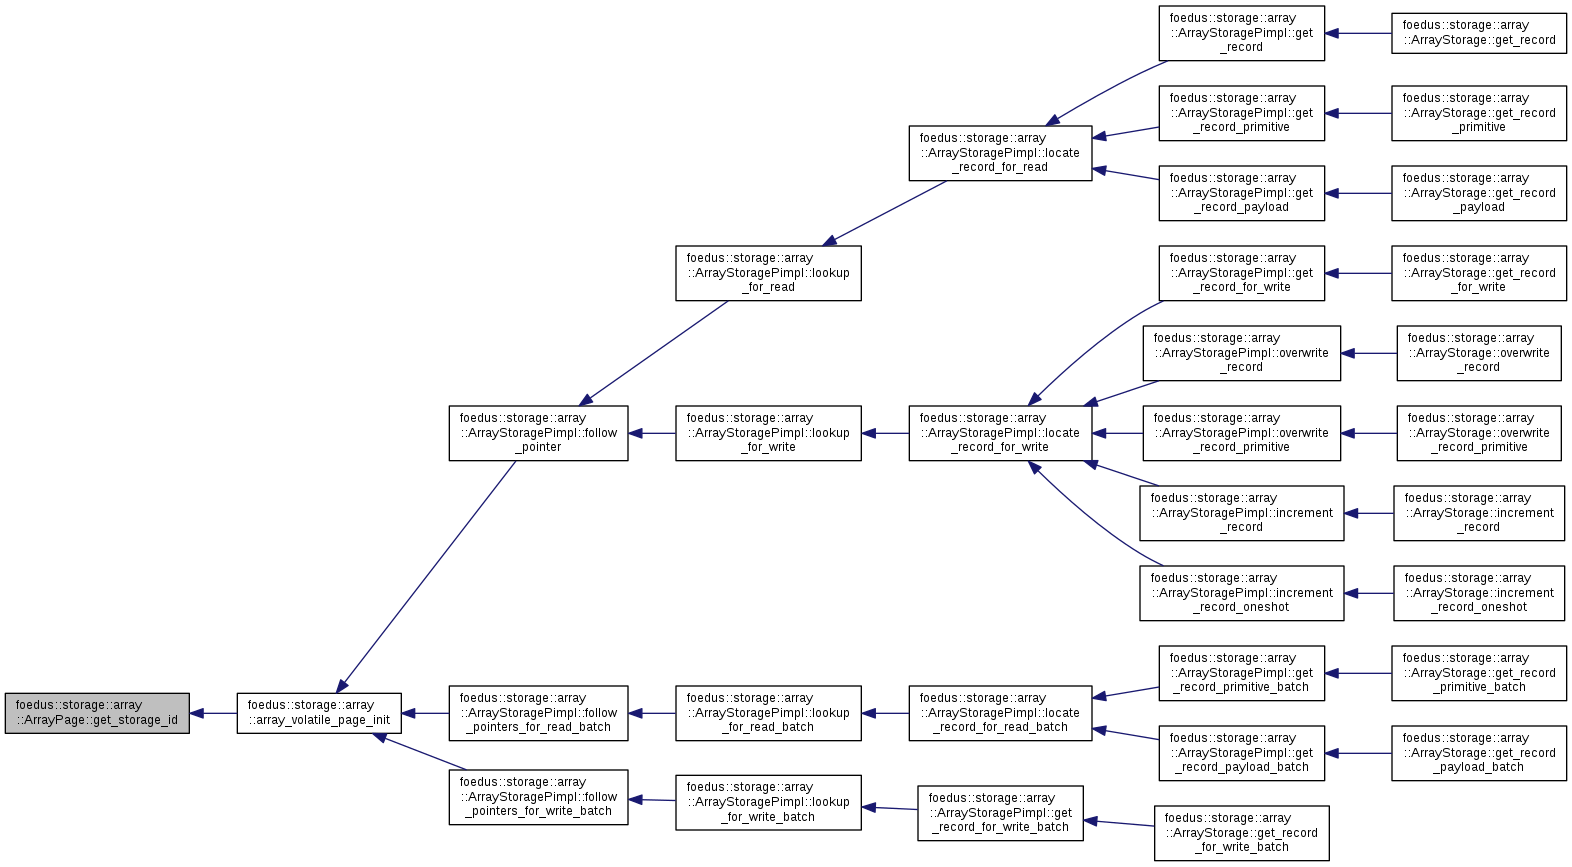 foedus::storage::array
::ArrayPage::get_storage_id
foedus::storage::array
::array_volatile_page_init
foedus::storage::array
::ArrayStoragePimpl::follow
_pointer
foedus::storage::array
::ArrayStoragePimpl::lookup
_for_read
foedus::storage::array
::ArrayStoragePimpl::locate
_record_for_read
foedus::storage::array
::ArrayStoragePimpl::get
_record
foedus::storage::array
::ArrayStorage::get_record
foedus::storage::array
::ArrayStoragePimpl::get
_record_primitive
foedus::storage::array
::ArrayStorage::get_record
_primitive
foedus::storage::array
::ArrayStoragePimpl::get
_record_payload
foedus::storage::array
::ArrayStorage::get_record
_payload
foedus::storage::array
::ArrayStoragePimpl::lookup
_for_write
foedus::storage::array
::ArrayStoragePimpl::locate
_record_for_write
foedus::storage::array
::ArrayStoragePimpl::get
_record_for_write
foedus::storage::array
::ArrayStorage::get_record
_for_write
foedus::storage::array
::ArrayStoragePimpl::overwrite
_record
foedus::storage::array
::ArrayStorage::overwrite
_record
foedus::storage::array
::ArrayStoragePimpl::overwrite
_record_primitive
foedus::storage::array
::ArrayStorage::overwrite
_record_primitive
foedus::storage::array
::ArrayStoragePimpl::increment
_record
foedus::storage::array
::ArrayStorage::increment
_record
foedus::storage::array
::ArrayStoragePimpl::increment
_record_oneshot
foedus::storage::array
::ArrayStorage::increment
_record_oneshot
foedus::storage::array
::ArrayStoragePimpl::follow
_pointers_for_read_batch
foedus::storage::array
::ArrayStoragePimpl::lookup
_for_read_batch
foedus::storage::array
::ArrayStoragePimpl::locate
_record_for_read_batch
foedus::storage::array
::ArrayStoragePimpl::get
_record_primitive_batch
foedus::storage::array
::ArrayStorage::get_record
_primitive_batch
foedus::storage::array
::ArrayStoragePimpl::get
_record_payload_batch
foedus::storage::array
::ArrayStorage::get_record
_payload_batch
foedus::storage::array
::ArrayStoragePimpl::follow
_pointers_for_write_batch
foedus::storage::array
::ArrayStoragePimpl::lookup
_for_write_batch
foedus::storage::array
::ArrayStoragePimpl::get
_record_for_write_batch
foedus::storage::array
::ArrayStorage::get_record
_for_write_batch